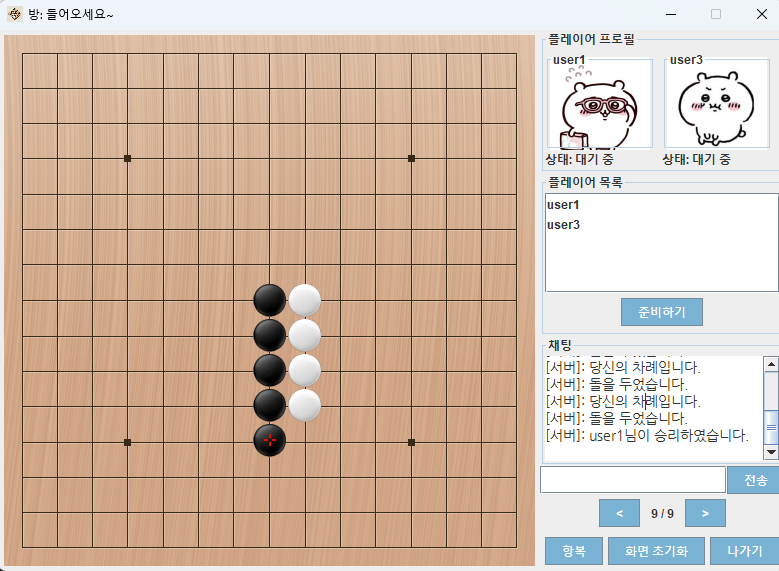 방: 들어오세요~
플레이어 프로필
user1
user3
상태: 대기 중
상태: 대기 중
플레이어 목록
user1
user3
준비하기
채팅
[서버]: 당신의 차례입니다.
[서버]: 돌을 두었습니다.
[서버]: 당신의 차례입니다.
[서버]: 돌을 두었습니다.
[서버]: user1님이 승리하였습니다.
전송
<
9 / 9
>
항복
화면 초기화
나가기